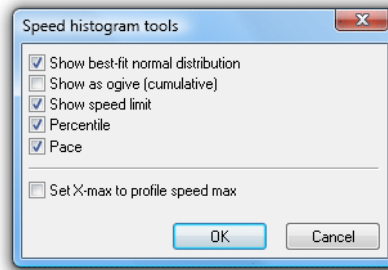 Speed histogram tools
Show best-fit normal distribution
Show as ogive (cumulative)
Show speed limit
Percentile
Pace
Set X-max to profile speed max
OK Cancel